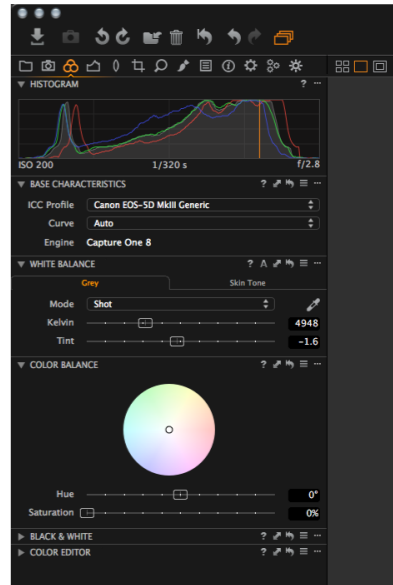 HISTOGRAM ? ...
ISO 200 1/320 s f/2.8
BASE CHARACTERISTICS ? ...
ICC Profile Canon EOS-5D MkIII Generic
Curve Auto
Engine Capture One 8
WHITE BALANCE ? A ...
Grey Skin Tone
Mode Shot
Kelvin 4948
Tint -1.6
COLOR BALANCE ? ...
Hue 0°
Saturation 0%
BLACK & WHITE ? ...
COLOR EDITOR ? ...